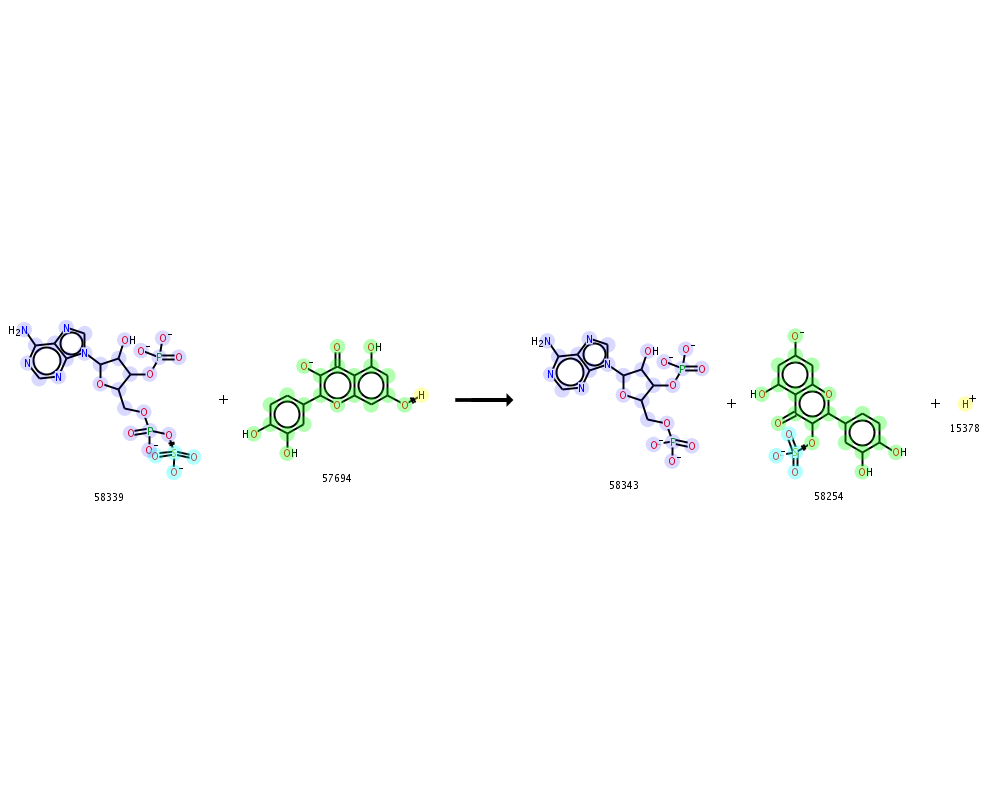 H2N N N N N OH O O O- P O- O O O P O O- O S O O O-
58339
+
O- O OH O O H HO OH
57694
H2N N N N N OH O O O- P O- O O O- P O O-
58343
+
O- HO O O O O- S O O OH OH
58254
+
H+
15378